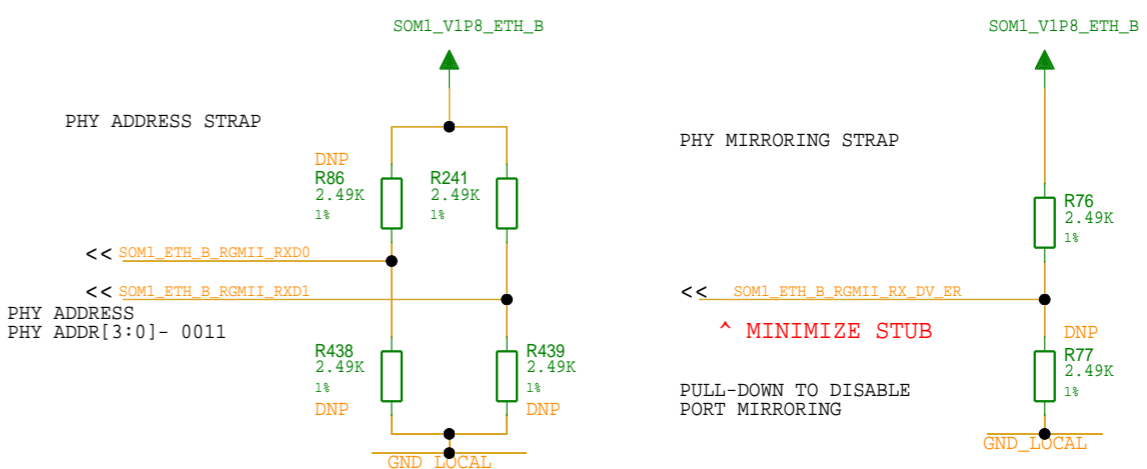 SOM1_V1P8_ETH_B
PHY ADDRESS STRAP
DNP
R86
2.49K
1%
R241
2.49K
1%
<< SOM1_ETH_B_RGMII_RXD0
<< SOM1_ETH_B_RGMII_RXD1
PHY ADDRESS
PHY ADDR[3:0]- 0011
R438
2.49K
1%
DNP
R439
2.49K
1%
DNP
GND_LOCAL
SOM1_V1P8_ETH_B
PHY MIRRORING STRAP
R76
2.49K
1%
<< SOM1_ETH_B_RGMII_RX_DV_ER
^ MINIMIZE STUB
DNP
R77
2.49K
1%
PULL-DOWN TO DISABLE
PORT MIRRORING
GND_LOCAL